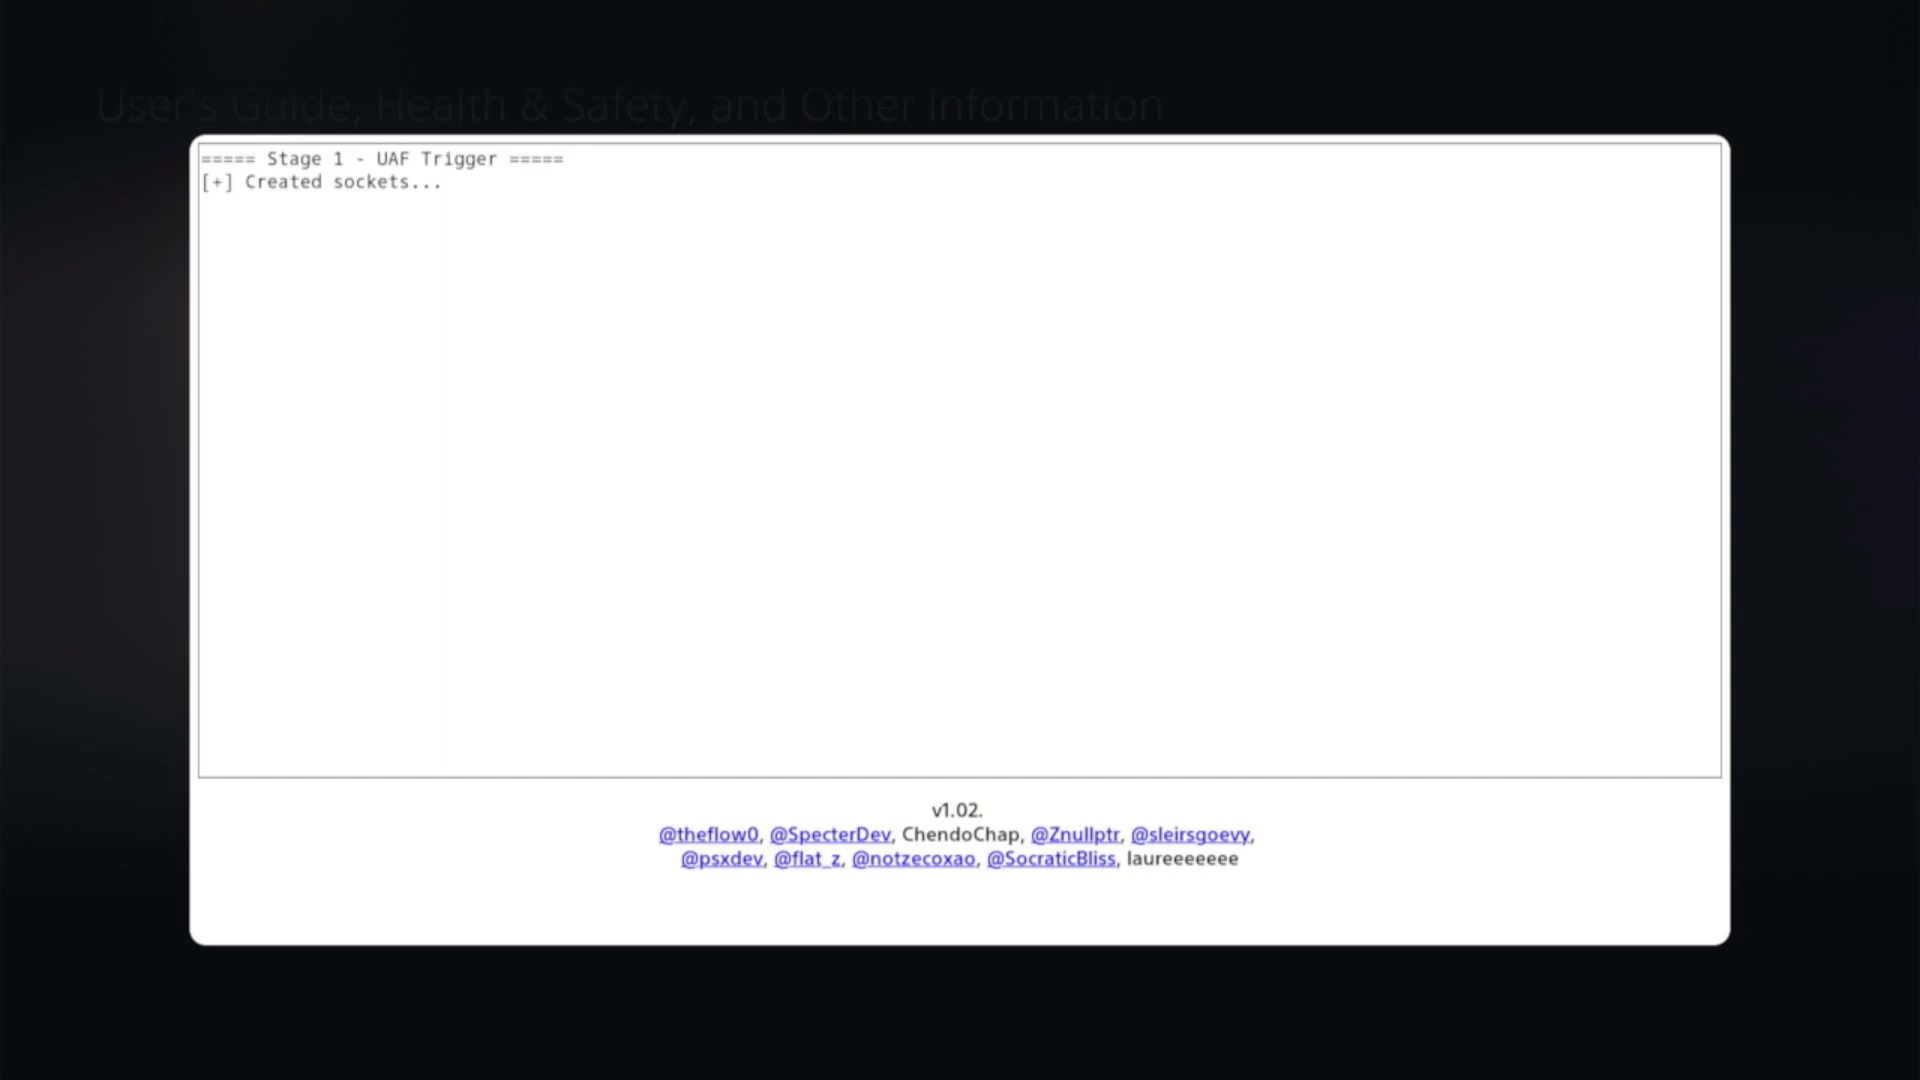 User's Guide, Health & Safety, and Other Information
===== Stage 1 - UAF Trigger =====
[+] Created sockets...
v1.02.
@theflow0, @SpecterDev, ChendoChap, @Znullptr, @sleirsgoevy,
@psxdev, @flat_z, @notzecoxao, @SocraticBliss, laureeeeeee